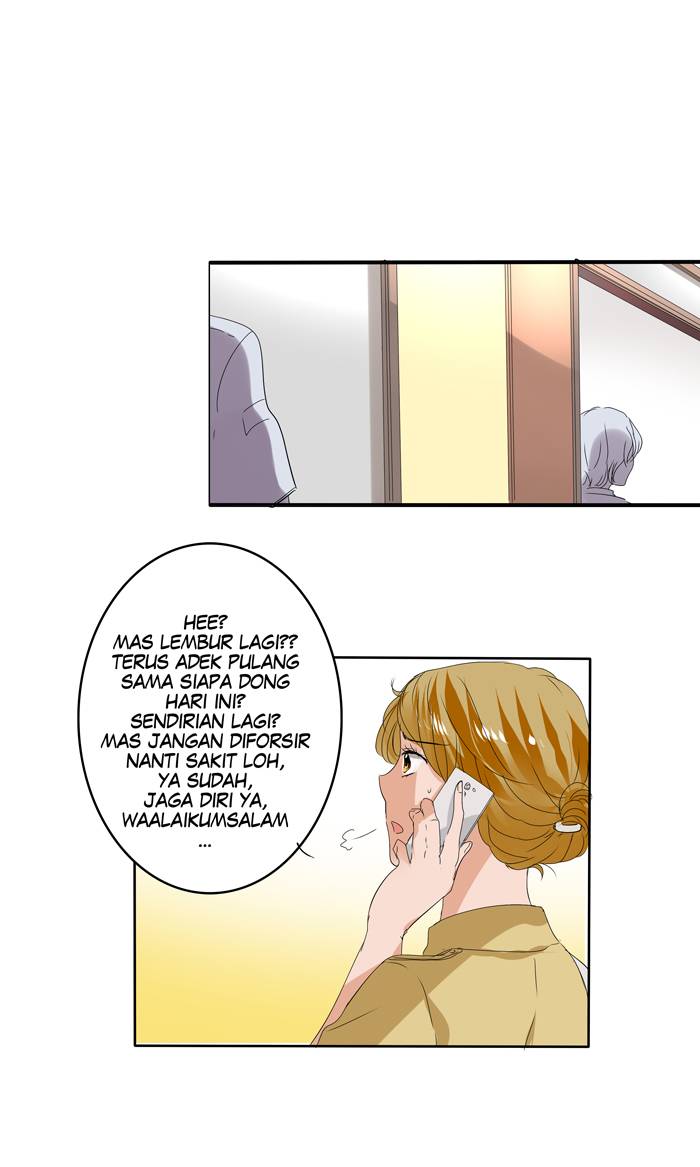 HEE?
MAS LEMBUR LAGI??
TERUS ADEK PULANG
SAMA SIAPA DONG
HARI INI?
SENDIRIAN LAGI?
MAS JANGAN DIFORSIR
NANTI SAKIT LOH,
YA SUDAH,
JAGA DIRI YA,
WAALAIKUMSALAM
...